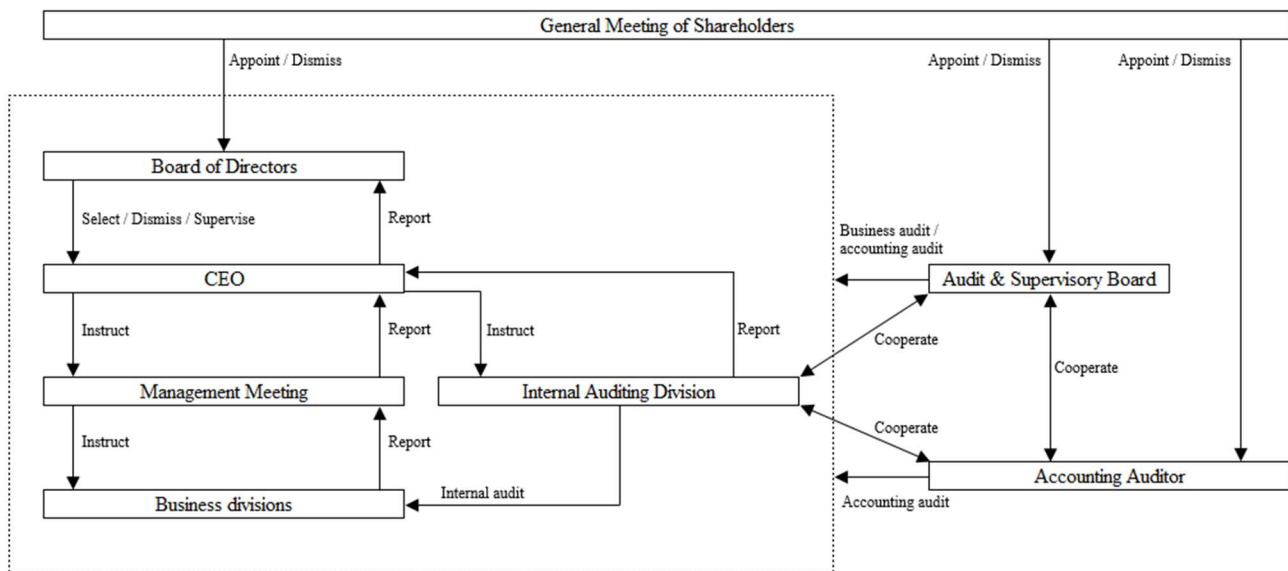 General Meeting of Shareholders
Appoint / Dismiss
Appoint / Dismiss
Appoint / Dismiss
Board of Directors
Select / Dismiss / Supervise
Report
Business audit /
accounting audit
CEO
Audit & Supervisory Board
Instruct
Report
Instruct
Report
Cooperate
Cooperate
Management Meeting
Internal Auditing Division
Instruct
Report
Cooperate
Accounting Auditor
Internal audit
Business divisions
Accounting audit